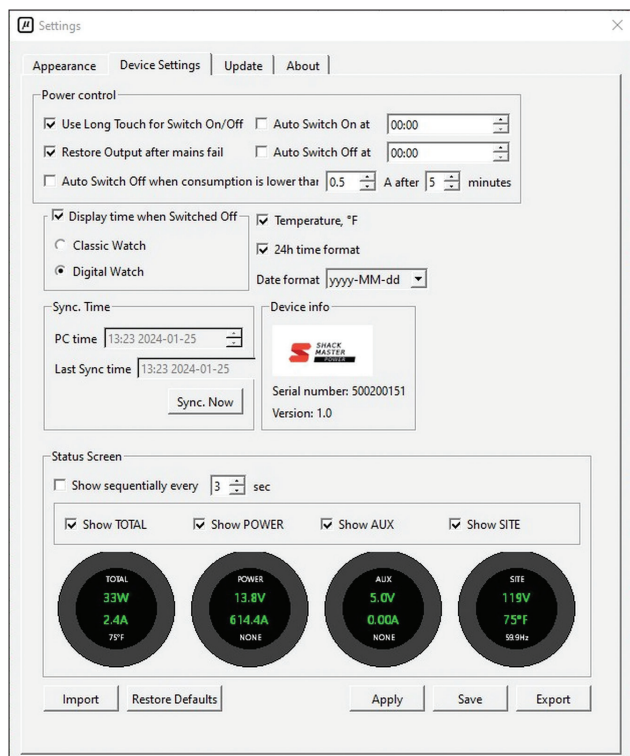 µ Settings
Appearance Device Settings Update About
Power control
Use Long Touch for Switch On/Off Auto Switch On at 00:00
Restore Output after mains fail Auto Switch Off at 00:00
Auto Switch Off when consumption is lower thar 0.5 A after 5 minutes
Display time when Switched Off Temperature, °F
Classic Watch 24h time format
Digital Watch Date format yyyy-MM-dd
Sync. Time
PC time 13:23 2024-01-25
Last Sync time 13:23 2024-01-25
Sync. Now
Device info
SHACK
MASTER
POWER
Serial number: 500200151
Version: 1.0
Status Screen
Show sequentially every 3 sec
Show TOTAL Show POWER Show AUX Show SITE
TOTAL POWER AUX SITE
33W 13.8V 5.0V 119V
2.4A 614.4A 0.00A 75°F
75°F NONE NONE 59.9Hz
Import Restore Defaults Apply Save Export